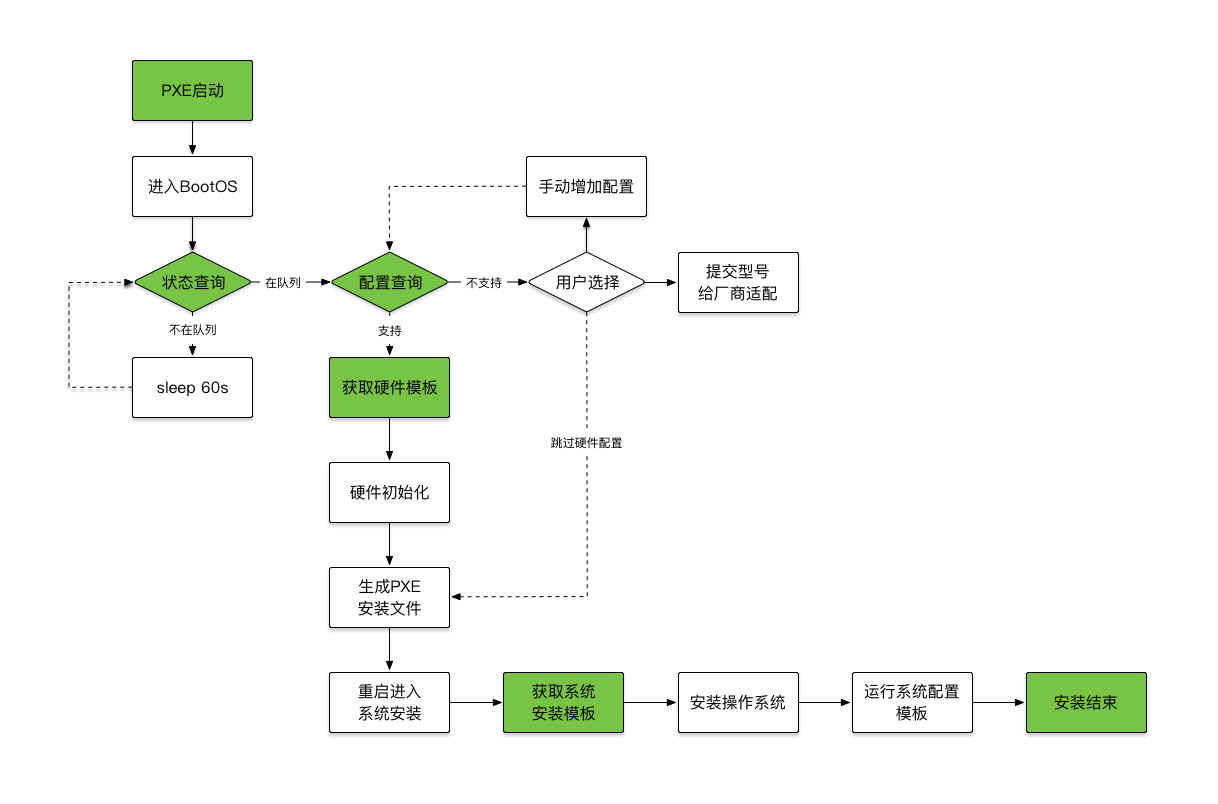 PXE启动
进入BootOS
手动增加配置
状态查询
在队列
配置查询
不支持
用户选择
提交型号
给厂商适配
不在队列
支持
sleep 60s
获取硬件模板
跳过硬件配置
硬件初始化
生成PXE
安装文件
重启进入
系统安装
获取系统
安装模板
安装操作系统
运行系统配置
模板
安装结束